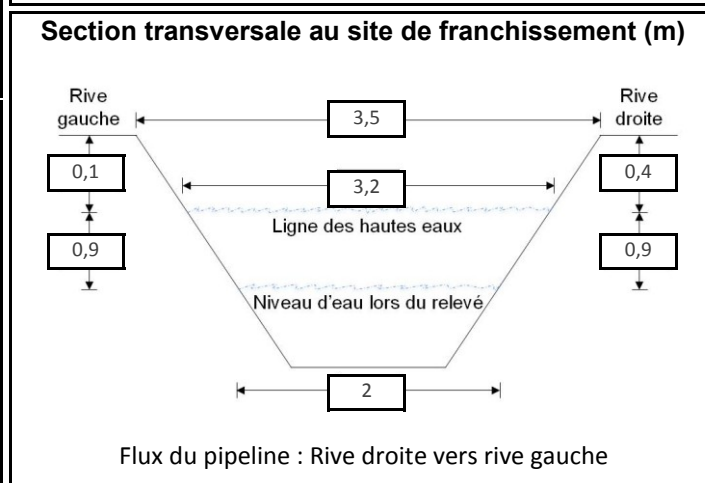 Section transversale au site de franchissement (m)
Rive
gauche
3,5
Rive
droite
0,1
3,2
0,4
Ligne des hautes eaux
0,9
0,9
Niveau d'eau lors du relevé
2
Flux du pipeline : Rive droite vers rive gauche